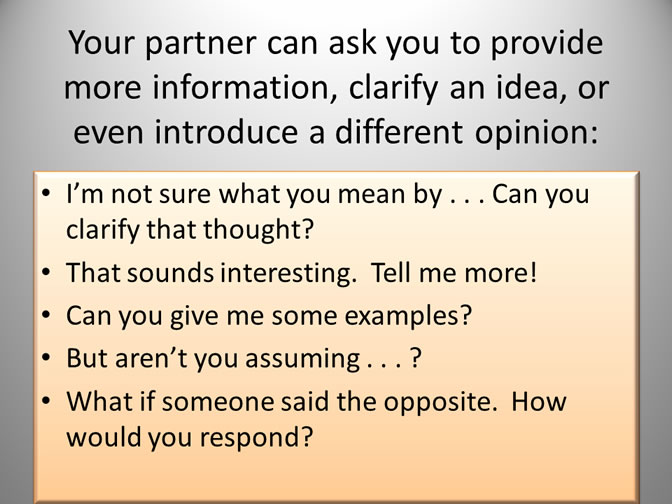 Your partner can ask you to provide
more information, clarify an idea, or
even introduce a different opinion:
• I’m not sure what you mean by . . . Can you
clarify that thought?
• That sounds interesting.  Tell me more!
• Can you give me some examples?
• But aren’t you assuming . . . ?
• What if someone said the opposite.  How
would you respond?